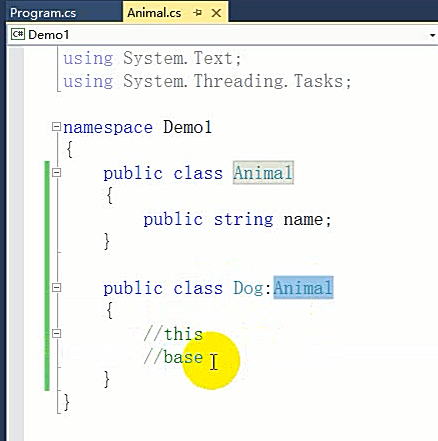 Program.cs
Animal.cs
C# Demo1
using System.Text;
using System.Threading.Tasks;
namespace Demo1
{
public class Animal
{
public string name;
}
public class Dog:Animal
{
//this
//base
}
}